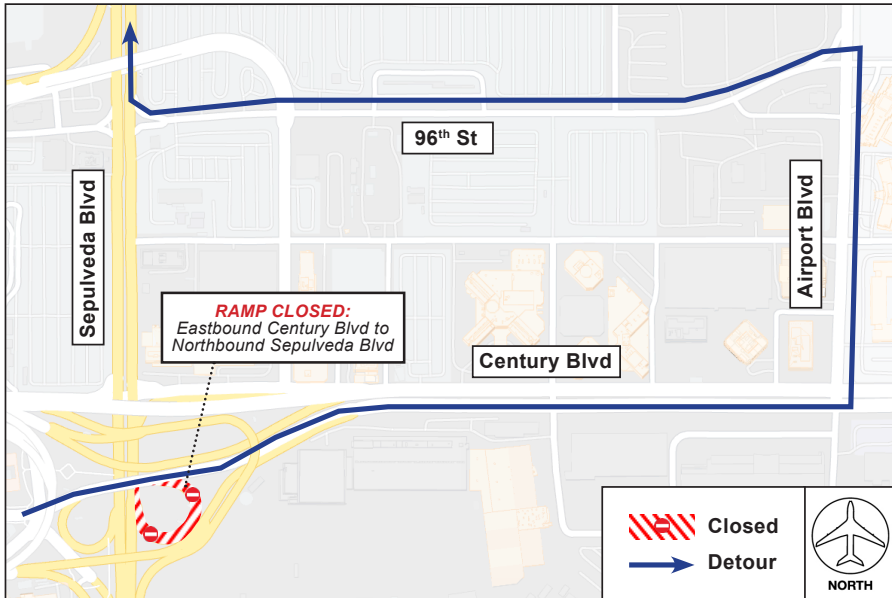 96th St
Sepulveda Blvd
Airport Blvd
RAMP CLOSED:
Eastbound Century Blvd to
Northbound Sepulveda Blvd
Century Blvd
Closed
Detour
NORTH